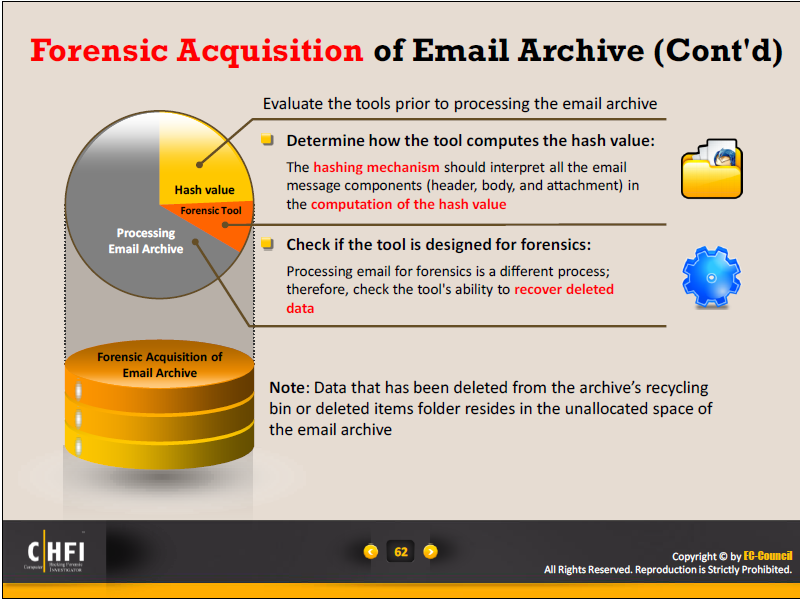 Forensic Acquisition of Email Archive (Cont'd)
Evaluate the tools prior to processing the email archive
Determine how the tool computes the hash value:
The hashing mechanism should interpret all the email
message components (header, body, and attachment) in
the computation of the hash value
Hash value
Forensic Tool
Processing
Email Archive
Check if the tool is designed for forensics:
Processing email for forensics is a different process;
therefore, check the tool's ability to recover deleted
data
Forensic Acquisition of
Email Archive
Note: Data that has been deleted from the archive’s recycling
bin or deleted items folder resides in the unallocated space of
the email archive
CHFI
Computer Hacking Forensic
INVESTIGATOR
62
Copyright © by EC-Council
All Rights Reserved. Reproduction is Strictly Prohibited.